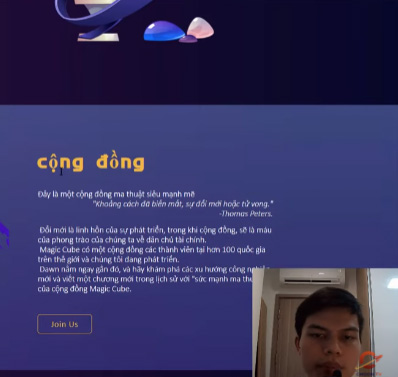 cộng đồng
Đây là một cộng đồng ma thuật siêu mạnh mẽ
"Khoảng cách đã biến mất, sự đổi mới hoặc tử vong."
-Thomas Peters.
Đổi mới là linh hồn của sự phát triển, trong khi cộng đồng, sẽ là máu
của phong trào của chúng ta về dân chủ tài chính.
Magic Cube có một cộng đồng các thành viên tại hơn 100 quốc gia
trên thế giới và chúng tôi đang phát triển.
Dawn nằm ngay gần đó, và hãy khám phá các xu hướng công
mới và viết một chương mới trong lịch sử với "sức mạnh ma
của cộng đồng Magic Cube.
Join Us